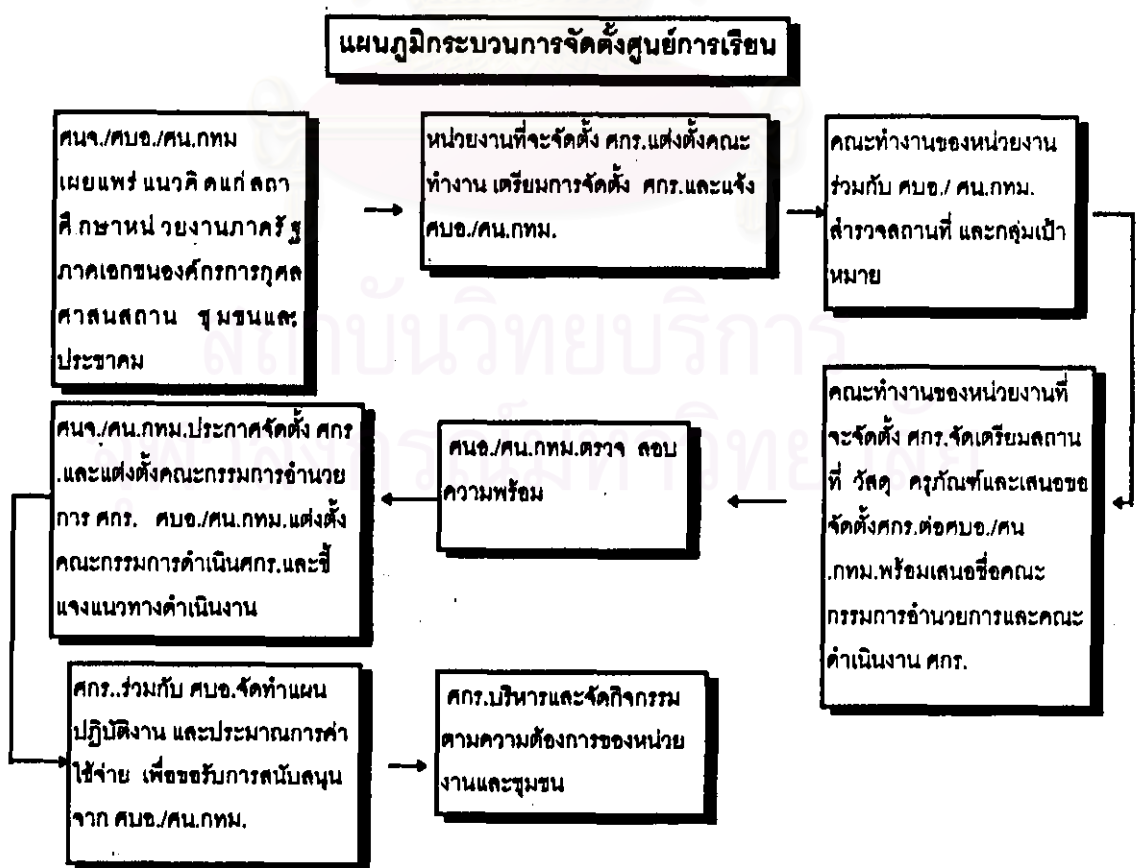 แผนภูมิกระบวนการจัดตั้งศูนย์การเรียน
ศนจ./ศบอ./ศน.กทม
เผยแพร่ แนวคิดแก่สถา
ศึกษาหน่วยงานภาครัฐ
ภาคเอกชนองค์กรการกุศล
ศาสนสถาน ชุมชนและ
ประชาคม
หน่วยงานที่จะจัดตั้ง ศกร.แต่งตั้งคณะ
ทำงาน เตรียมการจัดตั้ง ศกร.และแจ้ง
ศบอ./ศน.กทม.
คณะทำงานของหน่วยงาน
ร่วมกับ ศบอ./ ศน.กทม.
สำรวจสถานที่ และกลุ่มเป้า
หมาย
คณะทำงานของหน่วยงานที่
จะจัดตั้ง ศกร.จัดเตรียมสถาน
ที่ วัสดุ ครุภัณฑ์และเสนอขอ
จัดตั้งศกร.ต่อศบอ./ศน
.กทม.พร้อมเสนอชื่อคณะ
กรรมการอำนวยการและคณะ
ดำเนินงาน ศกร.
ศนอ./ศน.กทม.ตรวจ สอบ
ความพร้อม
ศนจ./ศน.กทม.ประกาศจัดตั้ง ศกร
.และแต่งตั้งคณะกรรมการอำนวย
การ ศกร. ศบอ./ศน.กทม.แต่งตั้ง
คณะกรรมการดำเนินศกร.และชี้
แจงแนวทางดำเนินงาน
ศกร..ร่วมกับ ศบอ.จัดทำแผน
ปฏิบัติงาน และประมาณการค่า
ใช้จ่าย เพื่อขอรับการสนับสนุน
จาก ศบอ./ศน.กทม.
ศกร.บริหารและจัดกิจกรรม
ตามความต้องการของหน่วย
งานและชุมชน
สถาบันวิทยบริการ
จุฬาลงกรณ์มหาวิทยาลัย